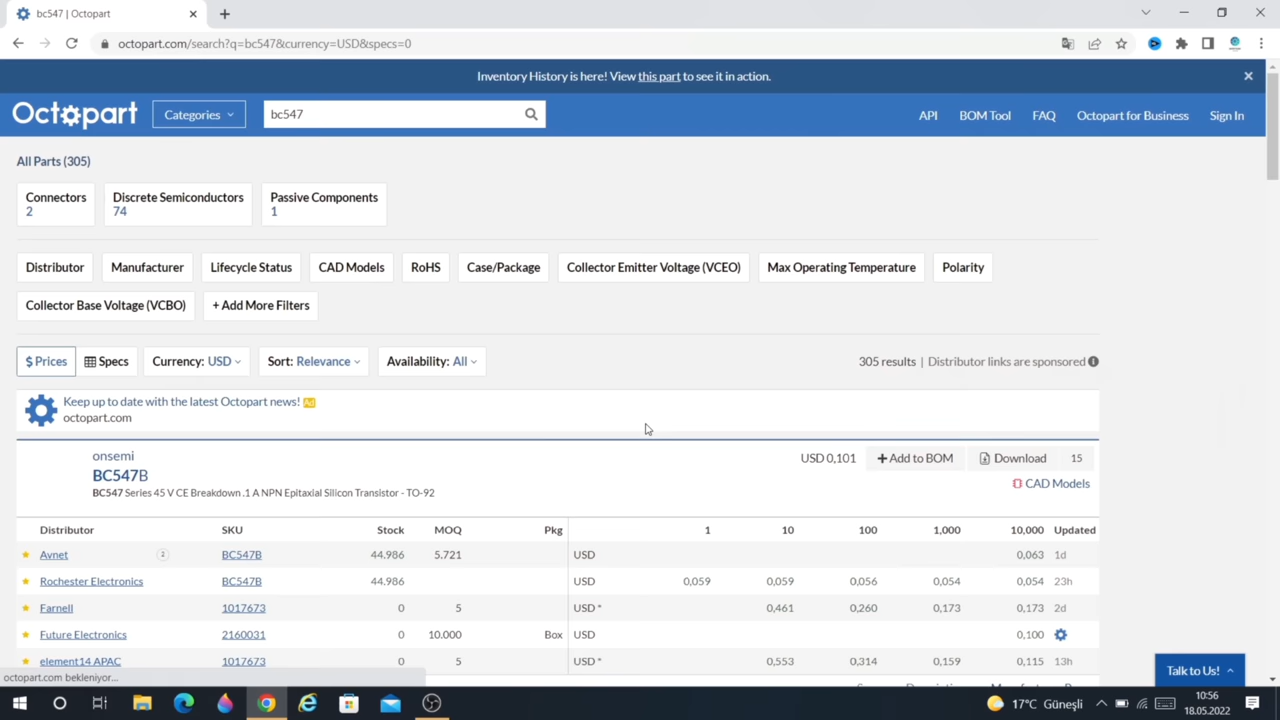 bc547 | Octopart
octopart.com/search?q=bc547&currency=USD&specs=0
Inventory History is here! View this part to see it in action.
Octopart
Categories
bc547
API
BOM Tool
FAQ
Octopart for Business
Sign In
All Parts (305)
Connectors
2
Discrete Semiconductors
74
Passive Components
1
Distributor
Manufacturer
Lifecycle Status
CAD Models
RoHS
Case/Package
Collector Emitter Voltage (VCEO)
Max Operating Temperature
Polarity
Collector Base Voltage (VCBO)
+ Add More Filters
$ Prices
Specs
Currency: USD
Sort: Relevance
Availability: All
305 results | Distributor links are sponsored
Keep up to date with the latest Octopart news! Ad
octopart.com
onsemi
BC547B
BC547 Series 45 V CE Breakdown .1 A NPN Epitaxial Silicon Transistor - TO-92
USD 0,101
+ Add to BOM
Download 15
CAD Models
Distributor SKU Stock MOQ Pkg 1 10 100 1,000 10,000 Updated
Avnet 2 BC547B 44.986 5.721 USD 0,063 1d
Rochester Electronics BC547B 44.986 USD 0,059 0,059 0,056 0,054 0,054 23h
Farnell 1017673 0 5 USD * 0,461 0,260 0,173 0,173 2d
Future Electronics 2160031 0 10.000 Box USD 0,100
element14 APAC 1017673 0 5 USD * 0,553 0,314 0,159 0,115 13h
octopart.com bekleniyor...
Talk to Us!
17°C Güneşli
10:56
18.05.2022